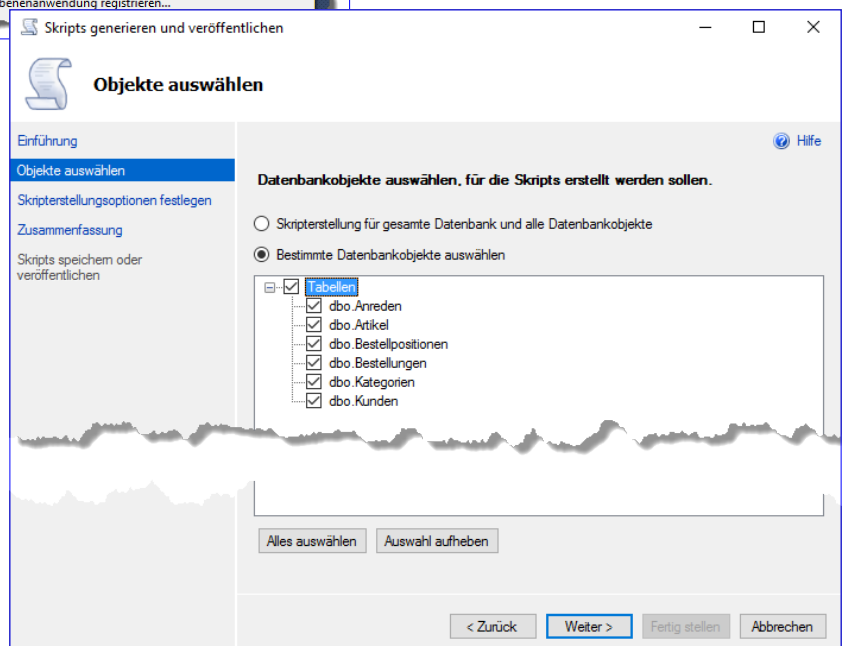 benenanwendung registrieren...
Skripts generieren und veröffentlichen
Objekte auswählen
Einführung
Hilfe
Objekte auswählen
Skripterstellungsoptionen festlegen
Zusammenfassung
Skripts speichern oder
veröffentlichen
Datenbankobjekte auswählen, für die Skripts erstellt werden sollen.
Skripterstellung für gesamte Datenbank und alle Datenbankobjekte
Bestimmte Datenbankobjekte auswählen
Tabellen
dbo.Anreden
dbo.Artikel
dbo.Bestellpositionen
dbo.Bestellungen
dbo.Kategorien
dbo.Kunden
Alles auswählen
Auswahl aufheben
< Zurück
Weiter >
Fertig stellen
Abbrechen